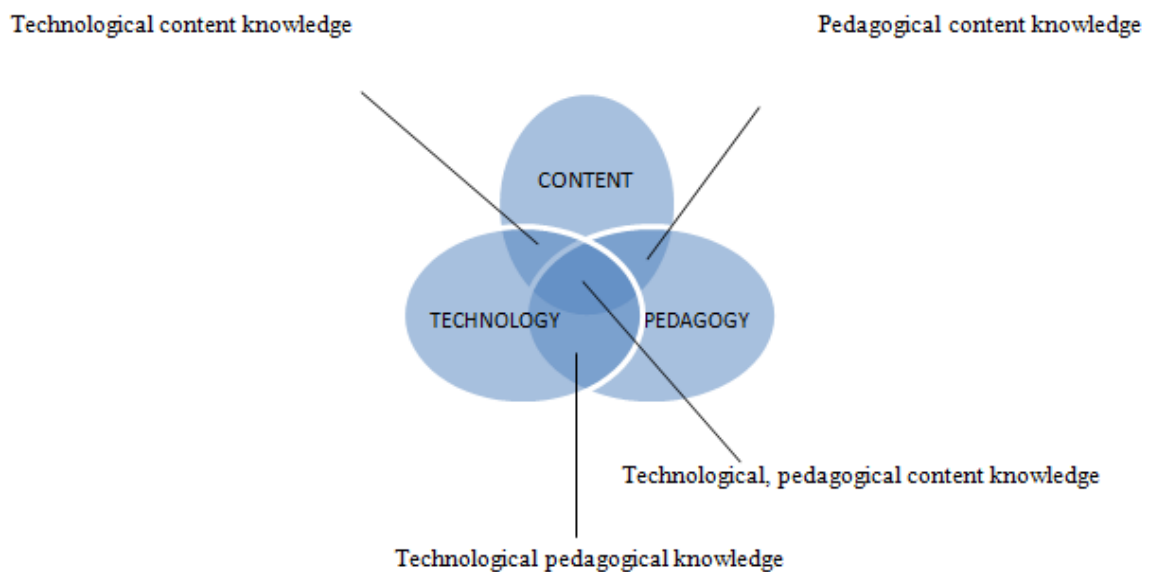 Technological content knowledge
Pedagogical content knowledge
CONTENT
TECHNOLOGY
PEDAGOGY
Technological, pedagogical content knowledge
Technological pedagogical knowledge